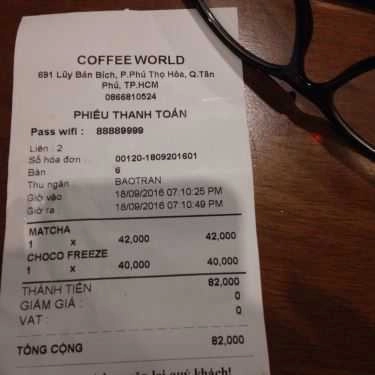 COFFEE WORLD
691 Lũy Bán Bích, P.Phú Thọ Hòa, Q.Tân
Phú, TP.HCM
0866810524
PHIẾU THANH TOÁN
Pass wifi : 88889999
Liên : 2
Số hóa đơn : 00120-1809201601
Bàn 6
Thu ngân BAOTRAN
Giờ vào 18/09/2016 07:10:25 PM
Giờ ra 18/09/2016 07:10:49 PM
MATCHA
1 x 42,000 42,000
CHOCO FREEZE
1 x 40,000 40,000
THÀNH TIỀN 82,000
GIẢM GIÁ : 0
VAT : 0
TỔNG CỘNG 82,000
lại quý khách!